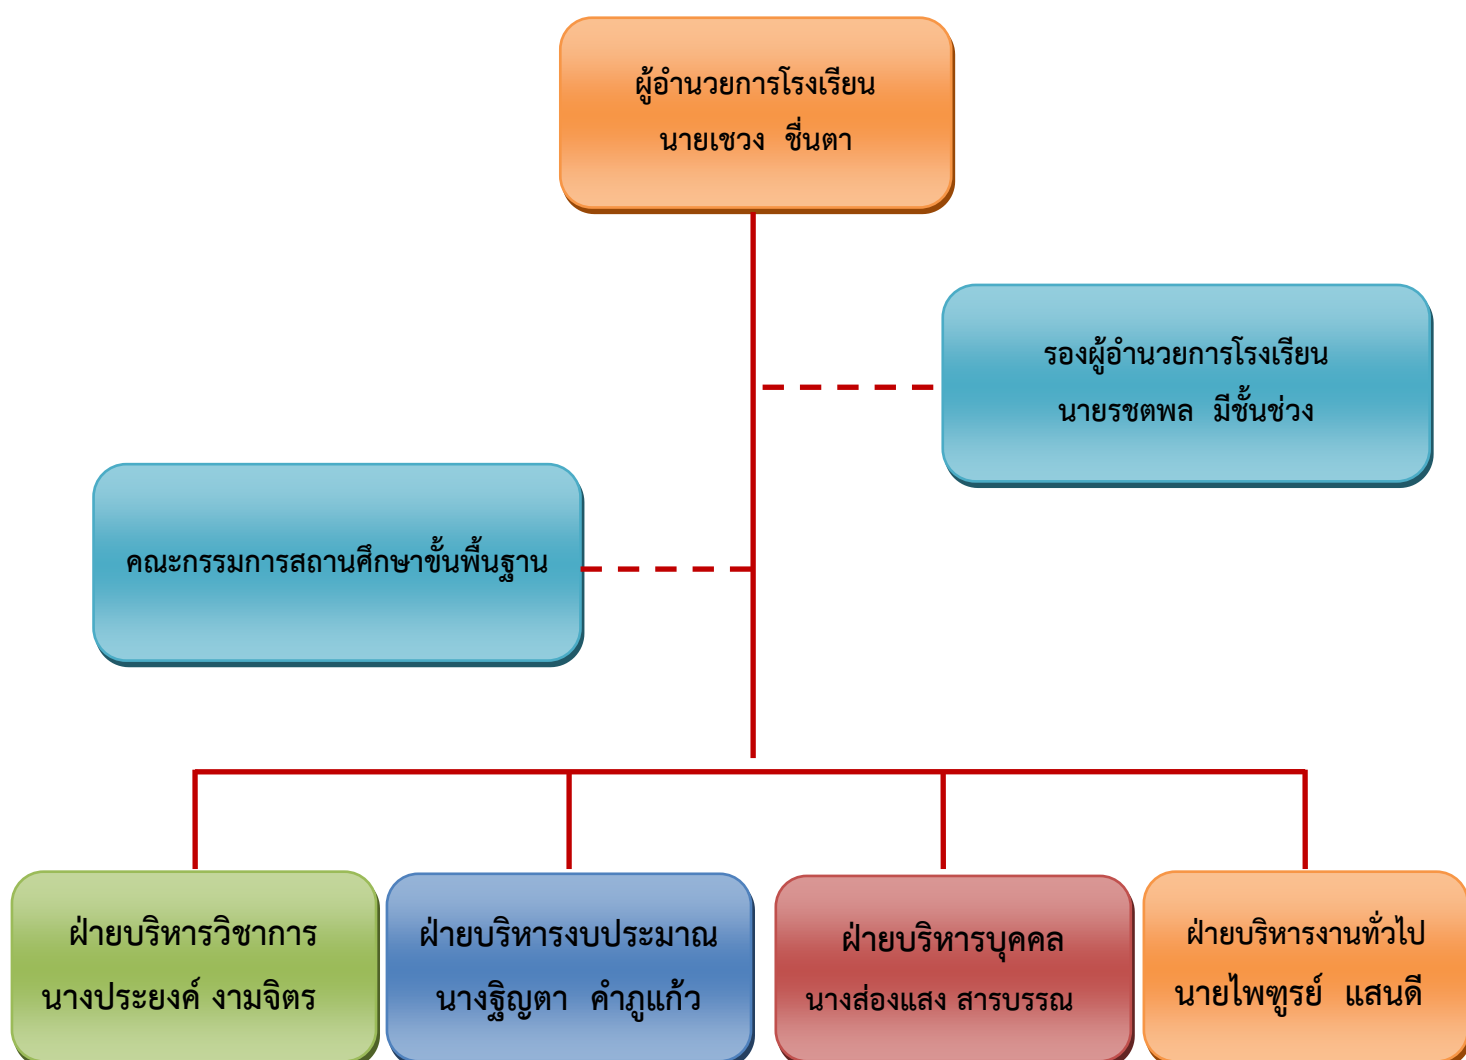 ผู้อำนวยการโรงเรียน
นายเชวง ชื่นตา
รองผู้อำนวยการโรงเรียน
นายรชตพล มีชั้นช่วง
คณะกรรมการสถานศึกษาขั้นพื้นฐาน
ฝ่ายบริหารวิชาการ
นางประยงค์ งามจิตร
ฝ่ายบริหารงบประมาณ
นางฐิญตา คำภูแก้ว
ฝ่ายบริหารบุคคล
นางส่องแสง สารบรรณ
ฝ่ายบริหารงานทั่วไป
นายไพฑูรย์ แสนดี